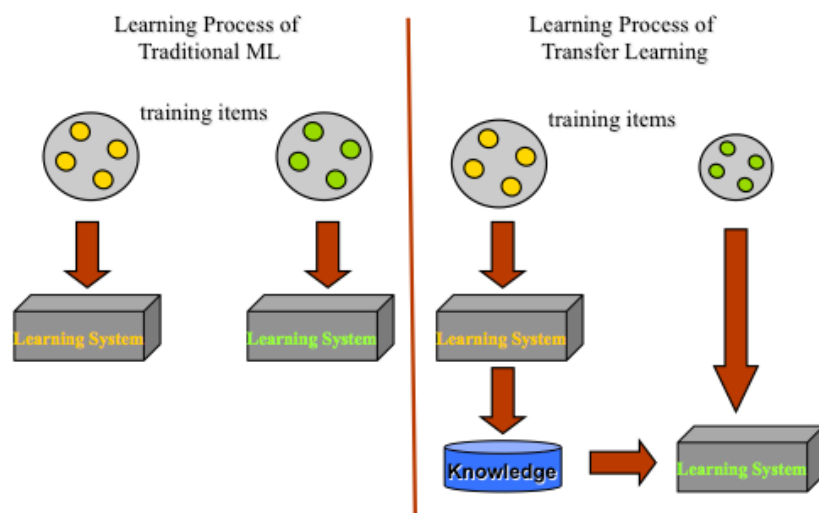 Learning Process of
Traditional ML
training items
Learning System
Learning System
Learning Process of
Transfer Learning
training items
Learning System
Knowledge
Learning System